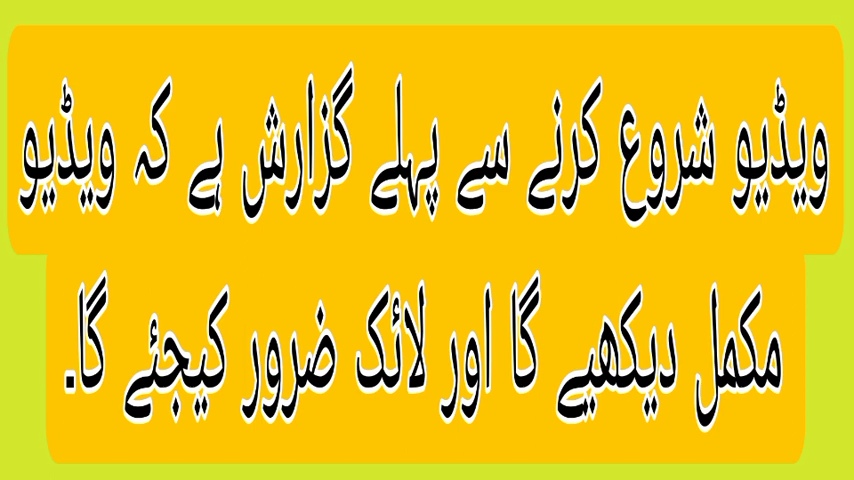 ویڈیو شروع کرنے سے پہلے گزارش ہے کہ ویڈیو
مکمل دیکھیے گا اور لائک ضرور کیجئے گا۔